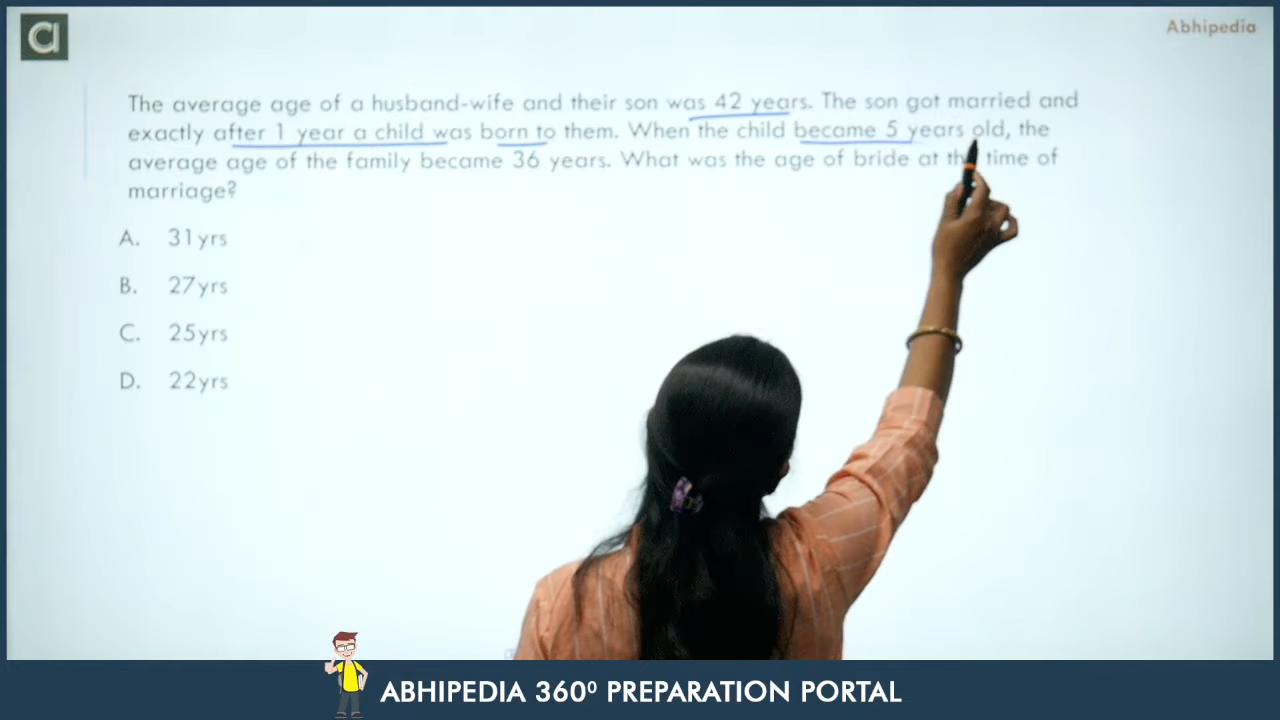 Abhipedia
The average age of a husband-wife and their son was 42 years. The son got married and
exactly after 1 year a child was born to them. When the child became 5 years old, the
average age of the family became 36 years. What was the age of bride at the time of
marriage?
A. 31yrs
B. 27yrs
C. 25yrs
D. 22yrs
ABHIPEDIA 360⁰ PREPARATION PORTAL